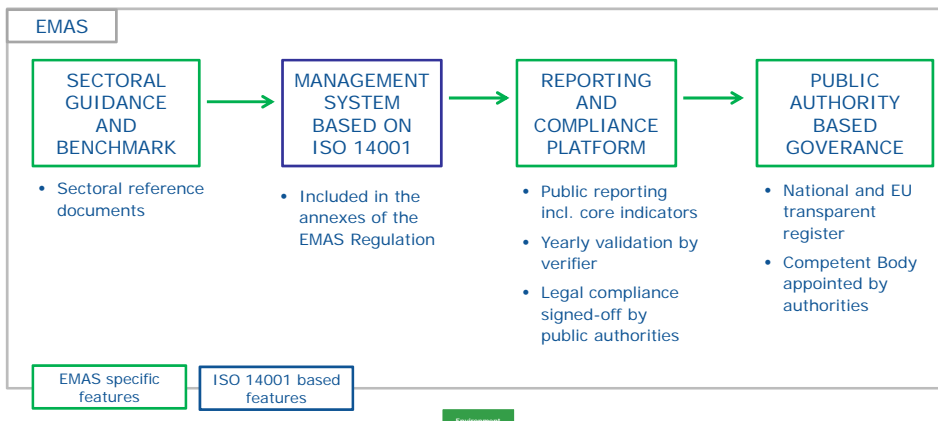 EMAS
SECTORAL
GUIDANCE
AND
BENCHMARK
MANAGEMENT
SYSTEM
BASED ON
ISO 14001
REPORTING
AND
COMPLIANCE
PLATFORM
PUBLIC
AUTHORITY
BASED
GOVERANCE
• Sectoral reference
documents
• Included in the
annexes of the
EMAS Regulation
• Public reporting
incl. core indicators
• Yearly validation by
verifier
• Legal compliance
signed-off by
public authorities
• National and EU
transparent
register
• Competent Body
appointed by
authorities
EMAS specific
features
ISO 14001 based
features
Environment